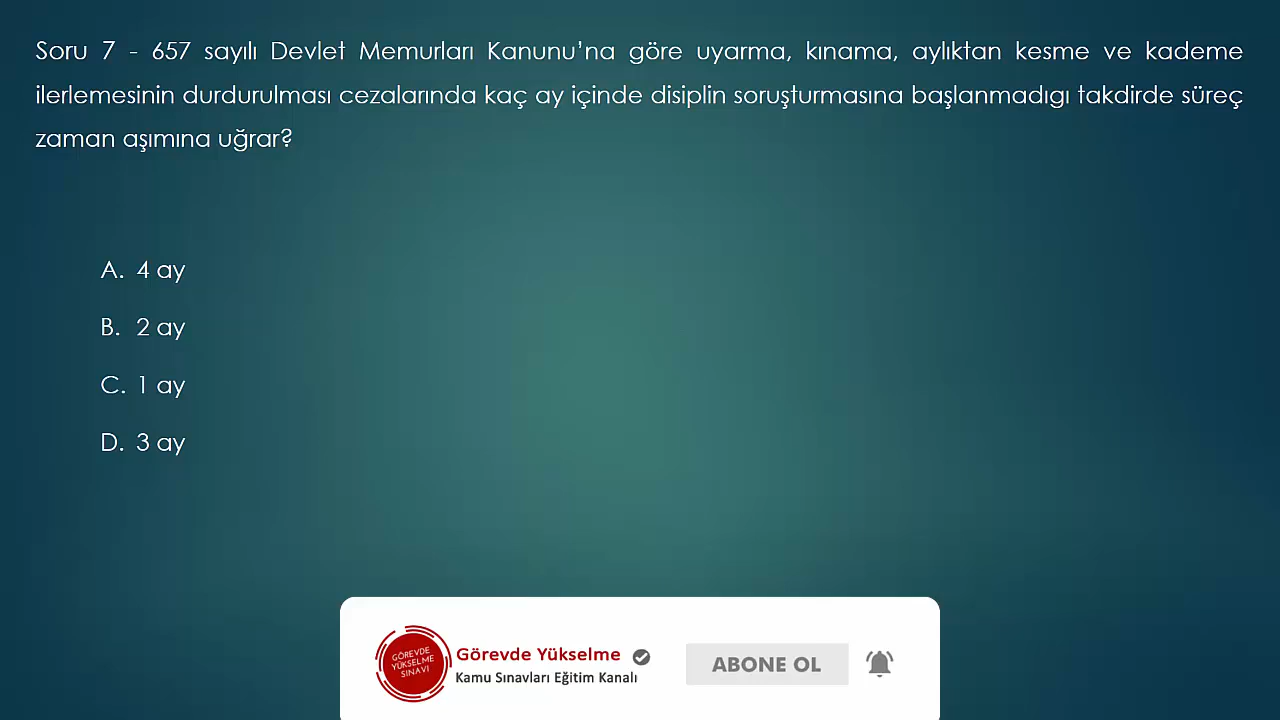 Soru 7 - 657 sayılı Devlet Memurları Kanunu’na göre uyarma, kınama, aylıktan kesme ve kademe
ilerlemesinin durdurulması cezalarında kaç ay içinde disiplin soruşturmasına başlanmadıgı takdirde süreç
zaman aşımına uğrar?
A. 4 ay
B. 2 ay
C. 1 ay
D. 3 ay
GÖREVDE
YÜKSELME
SINAVI
Görevde Yükselme
Kamu Sınavları Eğitim Kanalı
ABONE OL